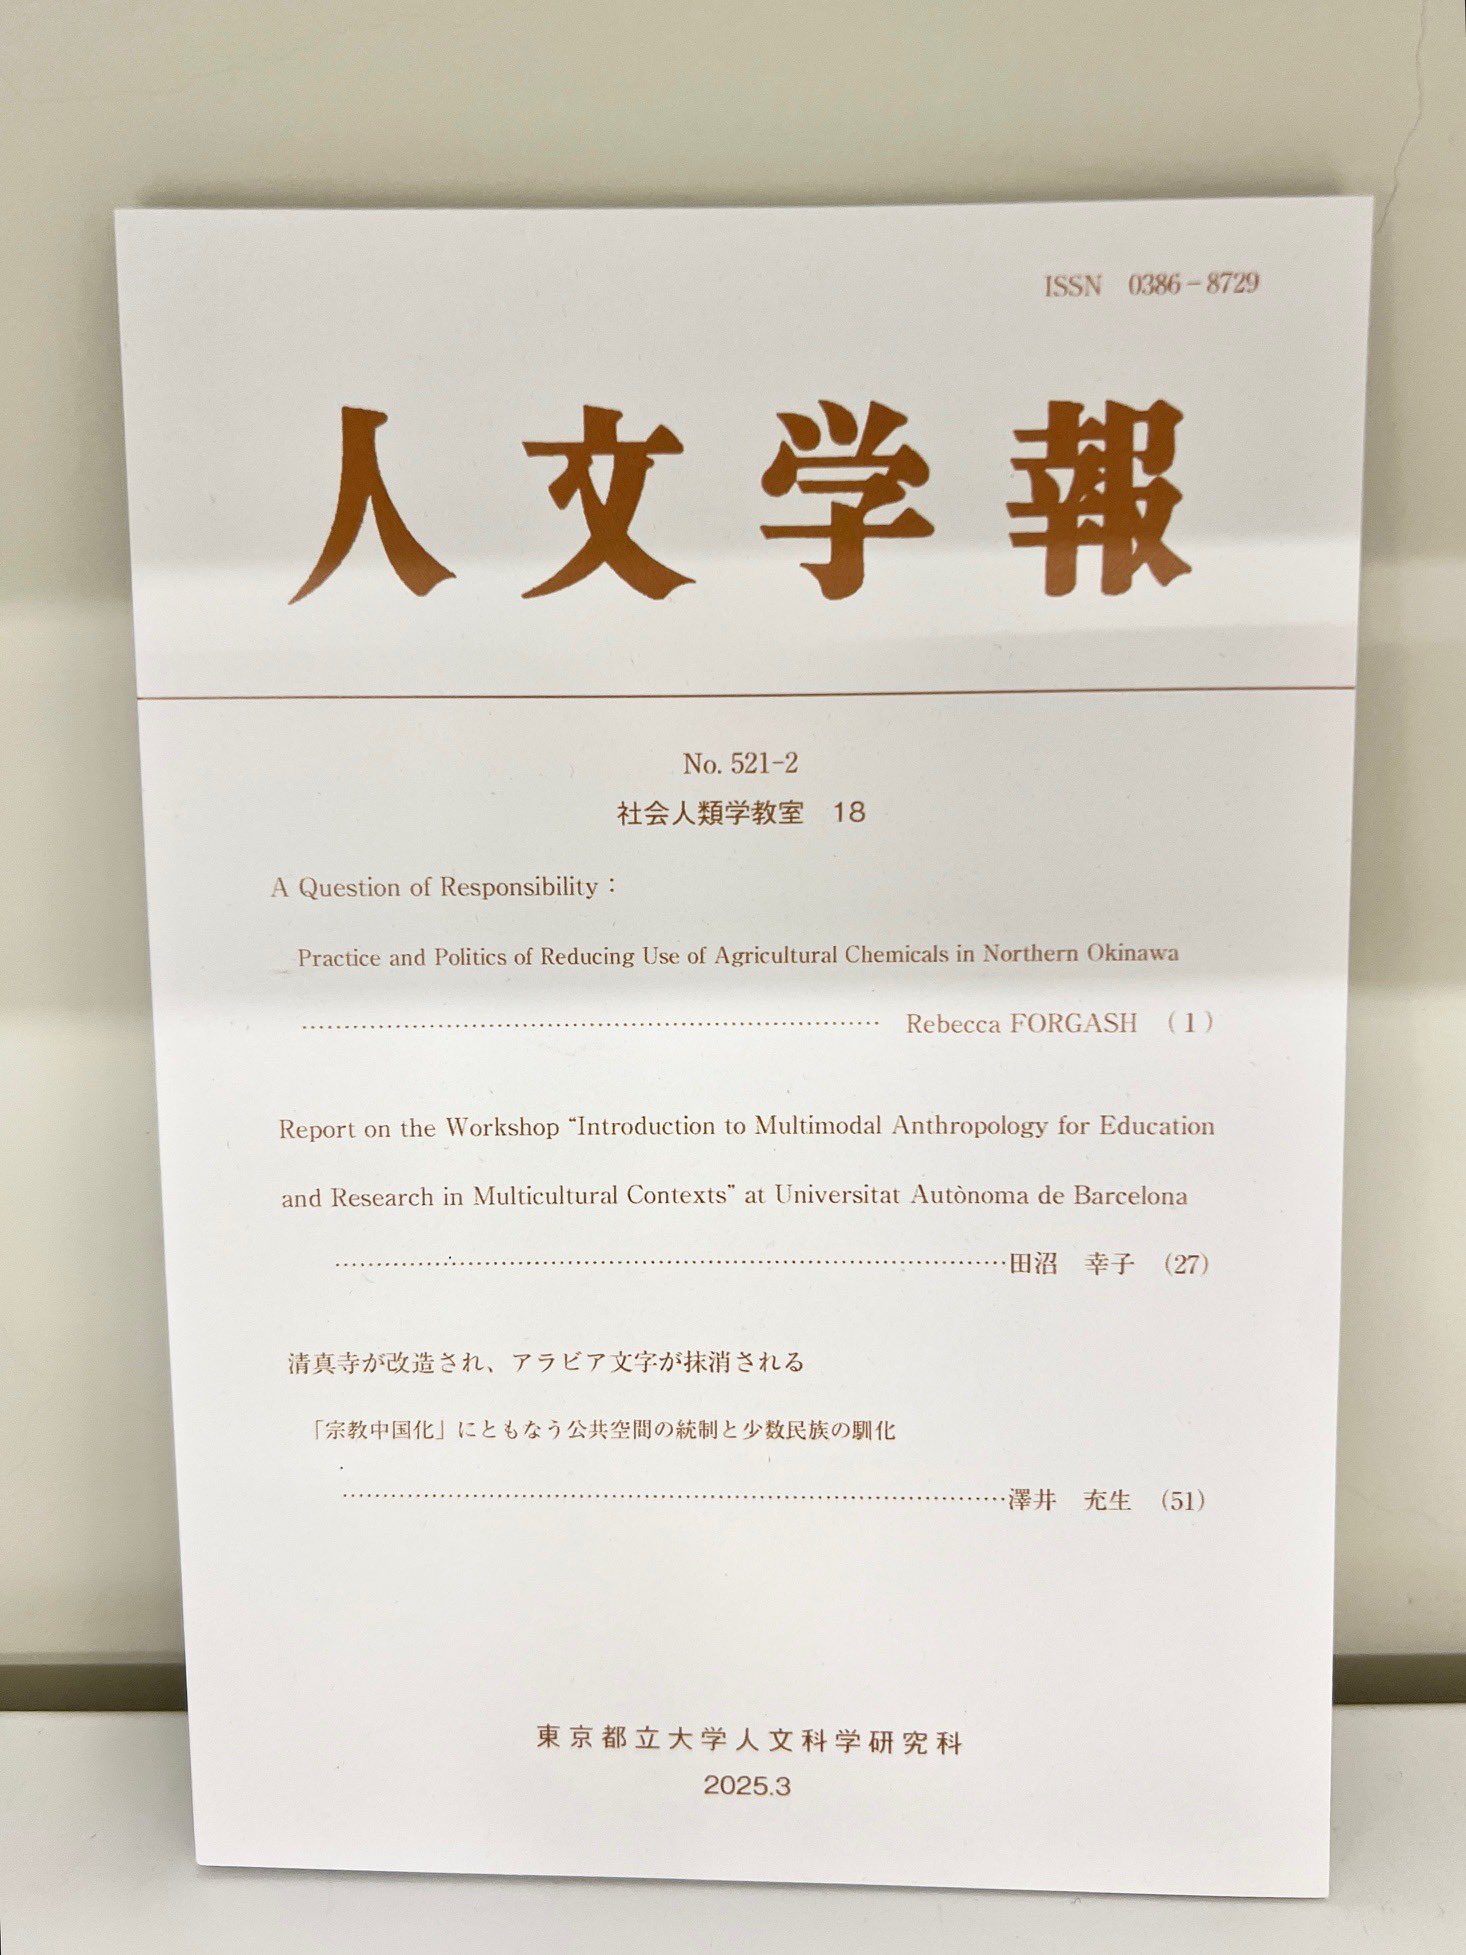 ISSN 0386-8729
人文学報
No. 521-2
社会人類学教室 18
A Question of Responsibility：
Practice and Politics of Reducing Use of Agricultural Chemicals in Northern Okinawa
…………………………………………………… Rebecca FORGASH （1）
Report on the Workshop “Introduction to Multimodal Anthropology for Education
and Research in Multicultural Contexts” at Universitat Autònoma de Barcelona
……………………………………………………………田沼 幸子 (27)
清真寺が改造され、アラビア文字が抹消される
「宗教中国化」にともなう公共空間の統制と少数民族の馴化
……………………………………………………………澤井 充生 (51)
東京都立大学人文科学研究科
2025.3